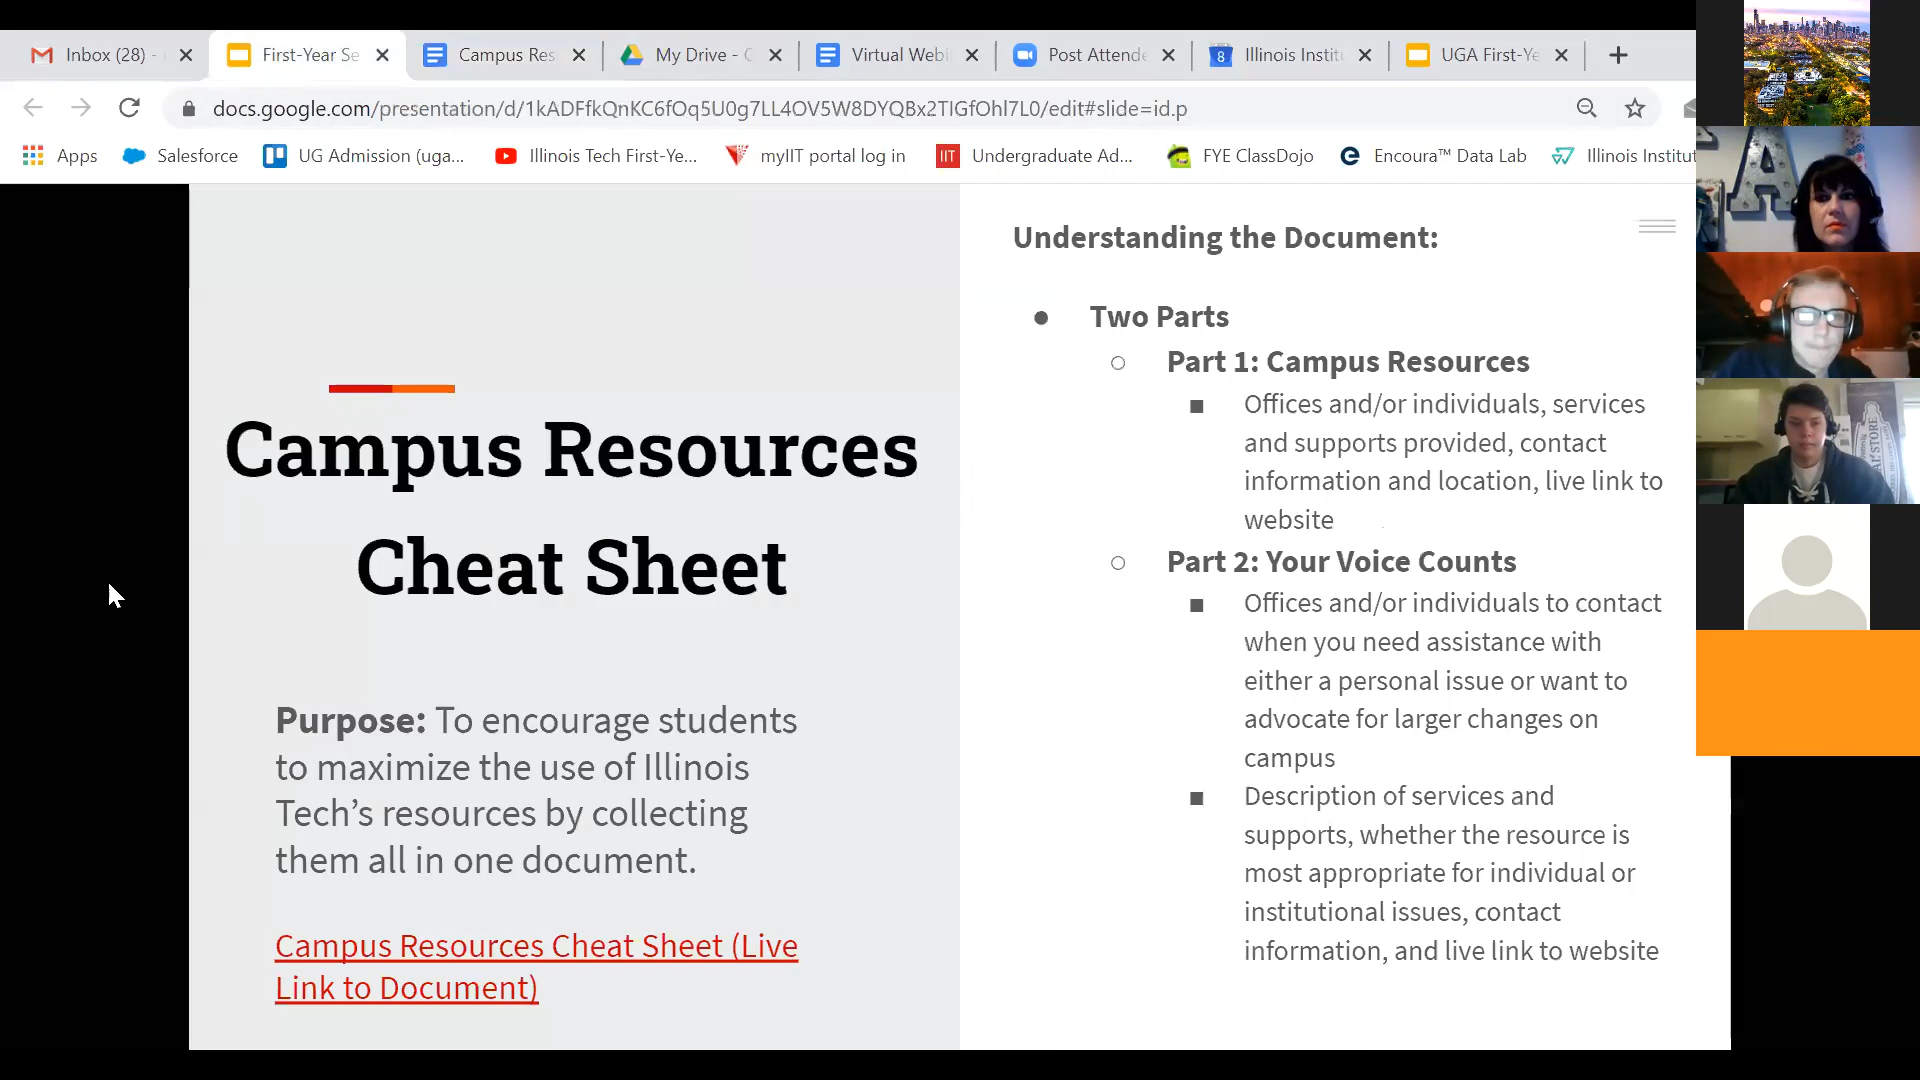 Inbox (28) -
First-Year Se
Campus Res
My Drive -
Virtual Webi
Post Attende
8
Illinois Instit
UGA First-Ye
docs.google.com/presentation/d/1kADFfkQnKC6fOq5U0g7LL4OV5W8DYQBx2TIGfOhl7L0/edit#slide=id.p
Apps
Salesforce
UG Admission (uga...
Illinois Tech First-Ye...
myIIT portal log in
IIT
Undergraduate Ad...
FYE ClassDojo
Encoura™ Data Lab
Illinois Institut
A
Campus Resources
Cheat Sheet
Purpose: To encourage students
to maximize the use of Illinois
Tech's resources by collecting
them all in one document.
Campus Resources Cheat Sheet (Live
Link to Document)
Understanding the Document:
● Two Parts
○ Part 1: Campus Resources
■ Offices and/or individuals, services
and supports provided, contact
information and location, live link to
website
○ Part 2: Your Voice Counts
■ Offices and/or individuals to contact
when you need assistance with
either a personal issue or want to
advocate for larger changes on
campus
■ Description of services and
supports, whether the resource is
most appropriate for individual or
institutional issues, contact
information, and live link to website